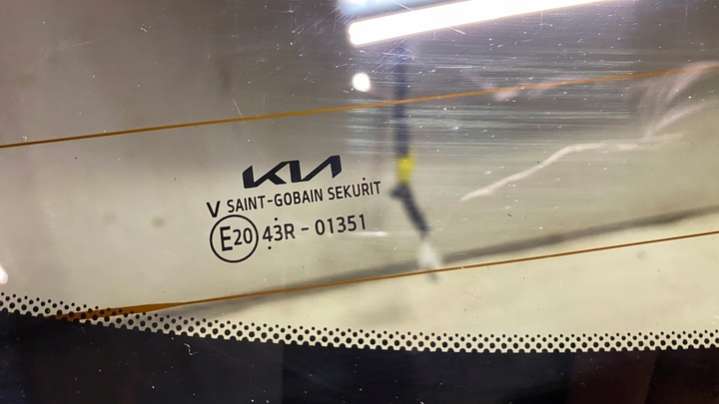 KIA
V SAINT-GOBAIN SEKURIT
E20 43R - 01351